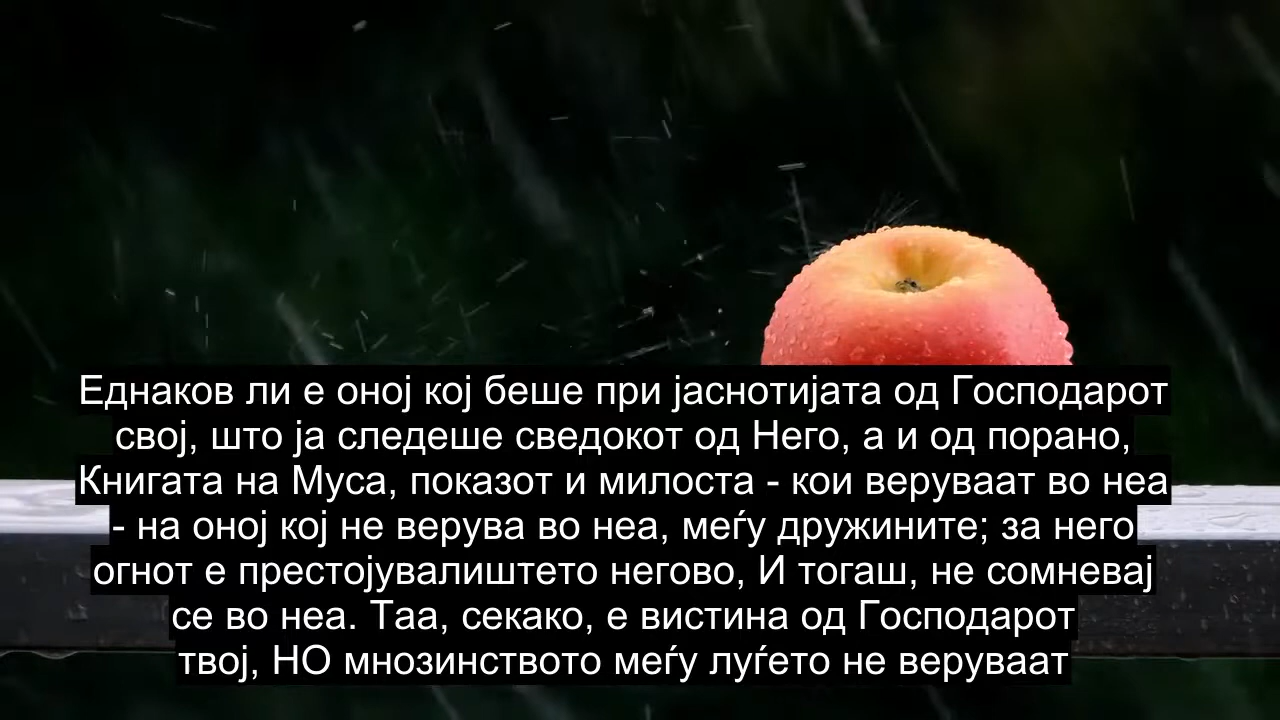 Еднаков ли е оној кој беше при јаснотијата од Господарот
свој, што ја следеше сведокот од Него, а и од порано,
Книгата на Муса, показот и милоста - кои веруваат во неа
- на оној кој не верува во неа, меѓу дружините; за него
огнот е престојувалиштето негово, И тогаш, не сомневај
се во неа. Таа, секако, е вистина од Господарот
твој, НО мнозинството меѓу луѓето не веруваат